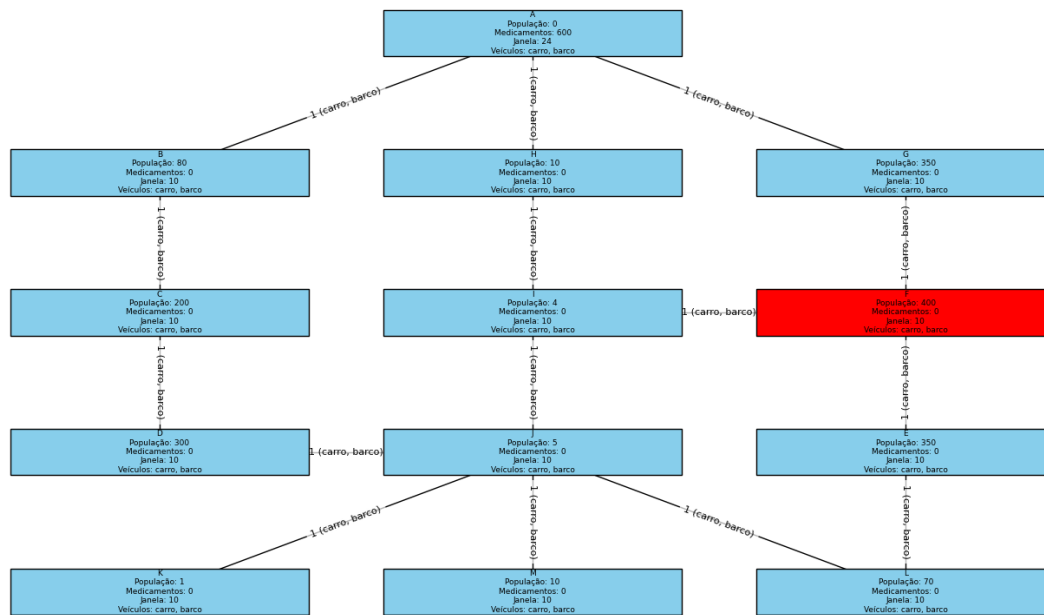 A
População: 0
Medicamentos: 600
Janela: 24
Veículos: carro, barco
1 (carro, barco)
1 (carro, barco)
1 (carro, barco)
B
População: 80
Medicamentos: 0
Janela: 10
Veículos: carro, barco
H
População: 10
Medicamentos: 0
Janela: 10
Veículos: carro, barco
G
População: 350
Medicamentos: 0
Janela: 10
Veículos: carro, barco
1 (carro, barco)
1 (carro, barco)
1 (carro, barco)
C
População: 200
Medicamentos: 0
Janela: 10
Veículos: carro, barco
I
População: 4
Medicamentos: 0
Janela: 10
Veículos: carro, barco
1 (carro, barco)
F
População: 400
Medicamentos: 0
Janela: 10
Veículos: carro, barco
1 (carro, barco)
1 (carro, barco)
1 (carro, barco)
D
População: 300
Medicamentos: 0
Janela: 10
Veículos: carro, barco
1 (carro, barco)
J
População: 5
Medicamentos: 0
Janela: 10
Veículos: carro, barco
E
População: 350
Medicamentos: 0
Janela: 10
Veículos: carro, barco
1 (carro, barco)
1 (carro, barco)
1 (carro, barco)
1 (carro, barco)
K
População: 1
Medicamentos: 0
Janela: 10
Veículos: carro, barco
M
População: 10
Medicamentos: 0
Janela: 10
Veículos: carro, barco
L
População: 70
Medicamentos: 0
Janela: 10
Veículos: carro, barco